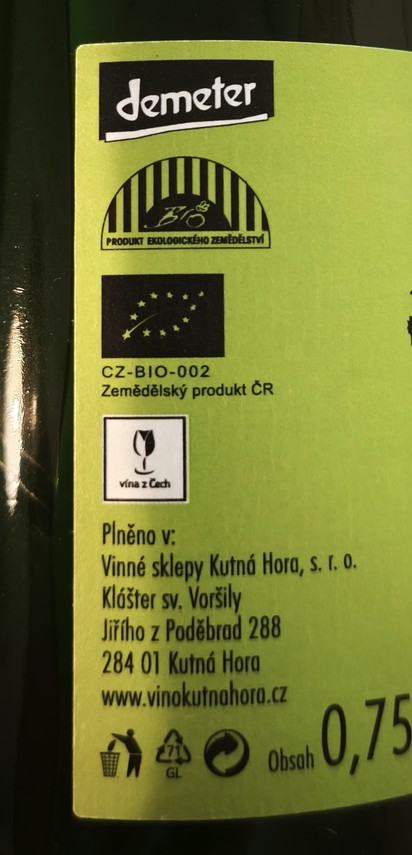 demeter
Bio
PRODUKT EKOLOGICKÉHO ZEMĚDĚLSTVÍ
CZ-BIO-002
Zemědělský produkt ČR
vína z Čech
Plněno v:
Vinné sklepy Kutná Hora, s. r. o.
Klášter sv. Voršily
Jiřího z Poděbrad 288
284 01 Kutná Hora
www.vinokutnahora.cz
71
GL
Obsah 0,75